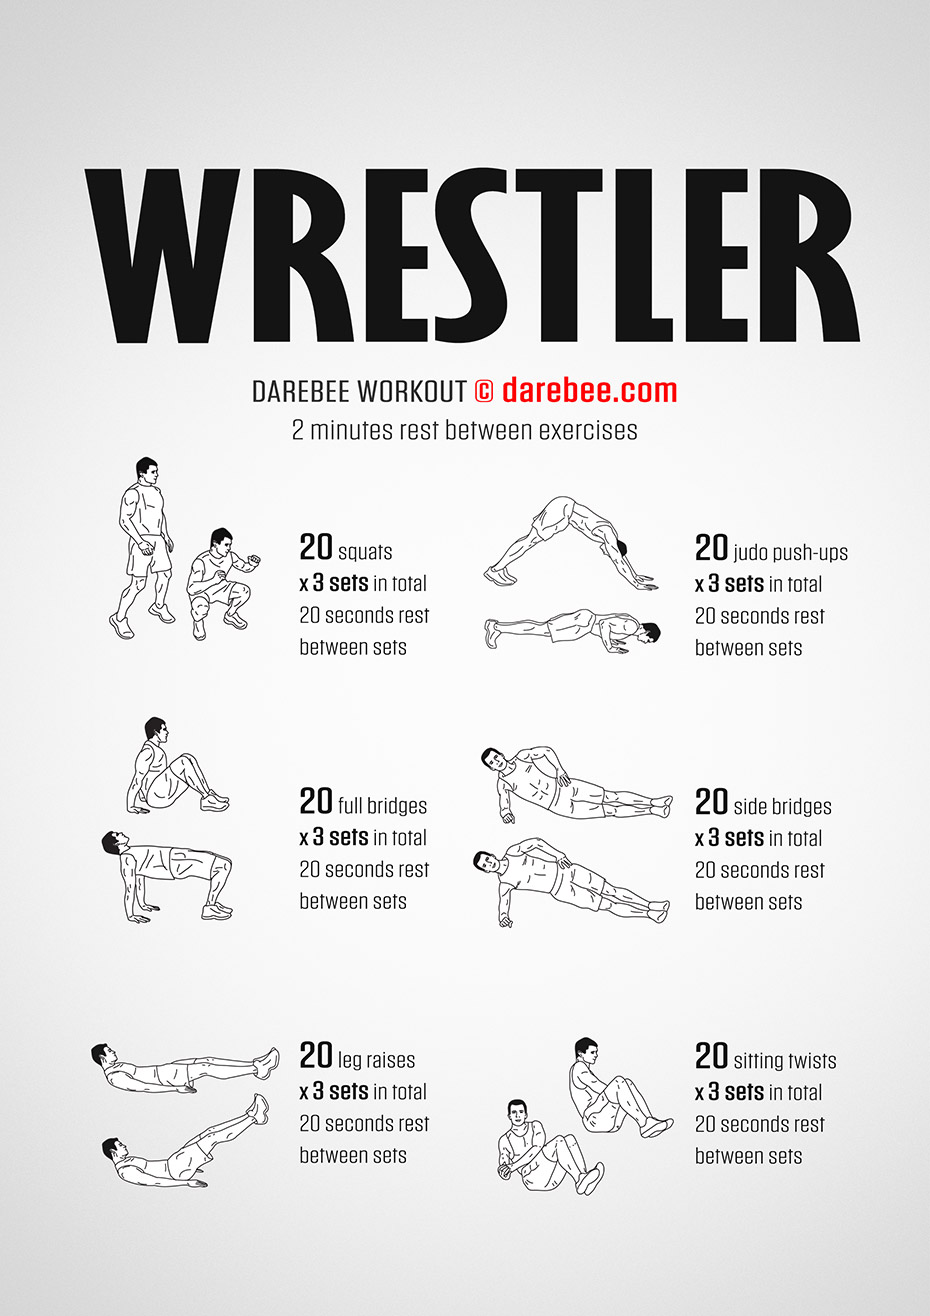 WRESTLER
DAREBEE WORKOUT © darebee.com
2 minutes rest between exercises
20 squats
x 3 sets in total
20 seconds rest
between sets
20 judo push-ups
x 3 sets in total
20 seconds rest
between sets
20 full bridges
x 3 sets in total
20 seconds rest
between sets
20 side bridges
x 3 sets in total
20 seconds rest
between sets
20 leg raises
x 3 sets in total
20 seconds rest
between sets
20 sitting twists
x 3 sets in total
20 seconds rest
between sets